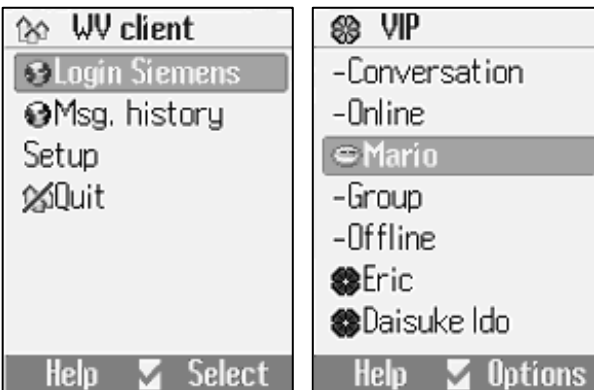 WV client
Login Siemens
Msg. history
Setup
Quit
Help Select
VIP
-Conversation
-Online
Mario
-Group
-Offline
Eric
Daisuke Ido
Help Options